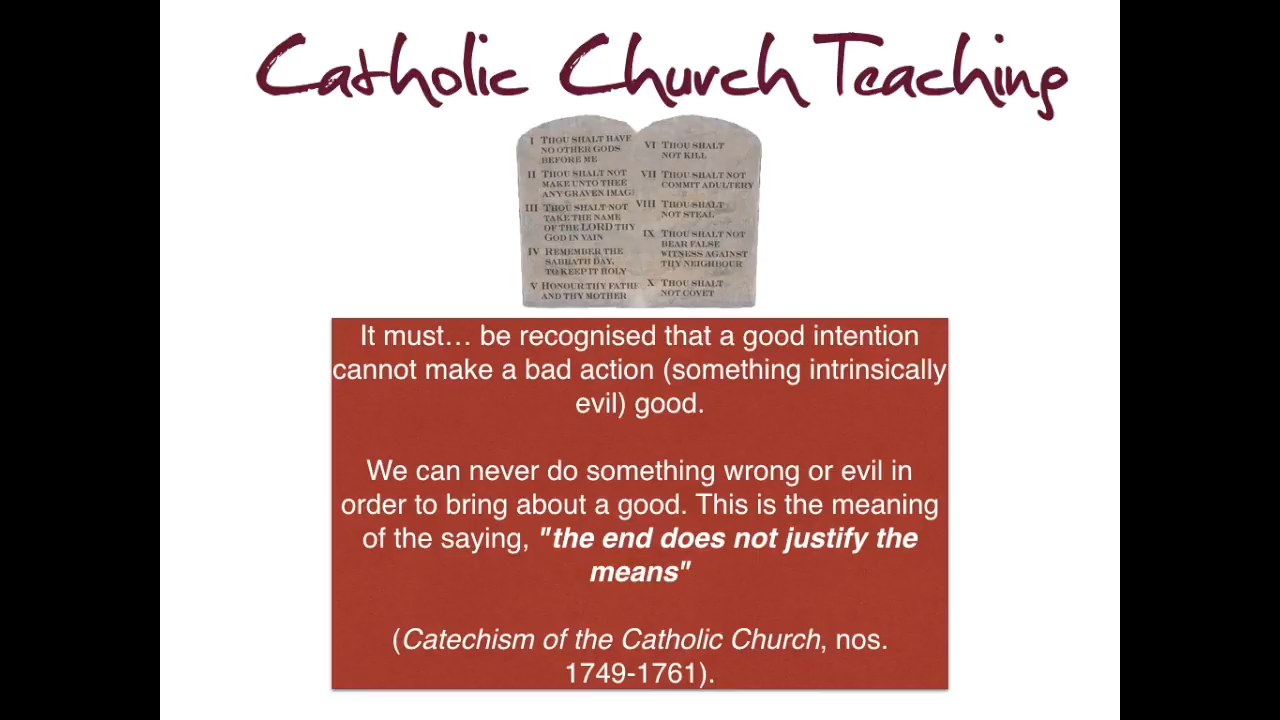 Catholic Church Teaching
I THOU SHALT HAVE
NO OTHER GODS
BEFORE ME
II THOU SHALT NOT
MAKE UNTO THEE
ANY GRAVEN IMAG
III THOU SHALT NOT
TAKE THE NAME
OF THE LORD THY
GOD IN VAIN
IV REMEMBER THE
SABBATH DAY,
TO KEEP IT HOLY
V HONOUR THY FATHE
AND THY MOTHER
VI THOU SHALT
NOT KILL
VII THOU SHALT NOT
COMMIT ADULTERY
VIII THOU SHALT
NOT STEAL
IX THOU SHALT NOT
BEAR FALSE
WITNESS AGAINST
THY NEIGHBOUR
X THOU SHALT
NOT COVET
It must… be recognised that a good intention
cannot make a bad action (something intrinsically
evil) good.
We can never do something wrong or evil in
order to bring about a good. This is the meaning
of the saying, "the end does not justify the
means"
(Catechism of the Catholic Church, nos.
1749-1761).